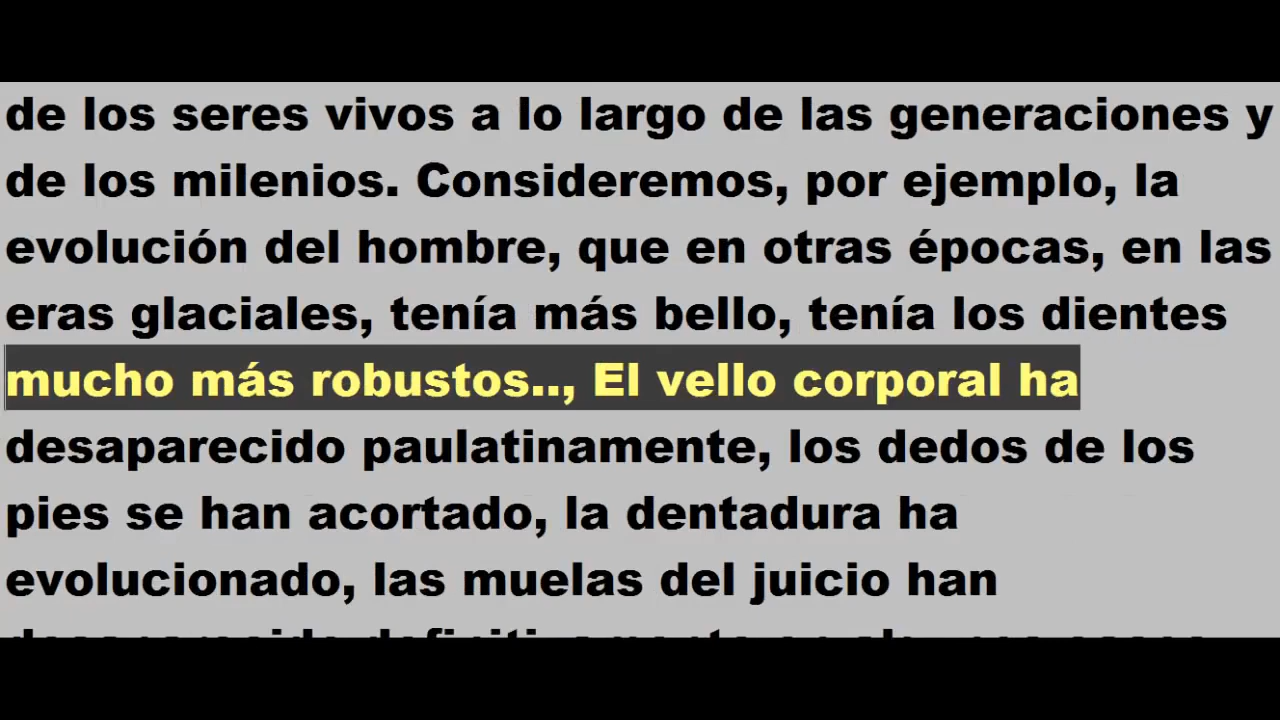 de los seres vivos a lo largo de las generaciones y
de los milenios. Consideremos, por ejemplo, la
evolución del hombre, que en otras épocas, en las
eras glaciales, tenía más bello, tenía los dientes
mucho más robustos.., El vello corporal ha
desaparecido paulatinamente, los dedos de los
pies se han acortado, la dentadura ha
evolucionado, las muelas del juicio han